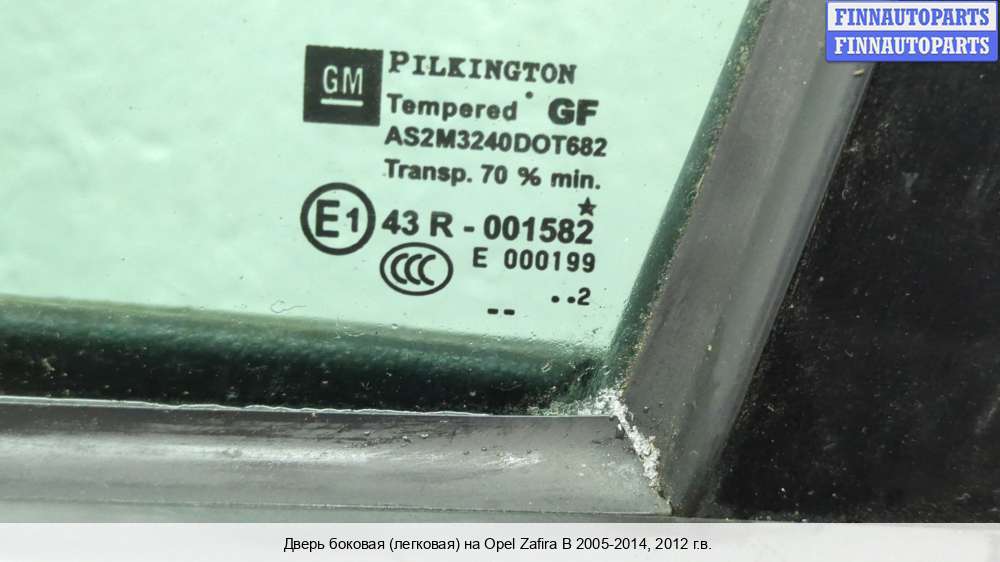 FINNAUTOPARTS
FINNAUTOPARTS
GM
PILKINGTON
Tempered GF
AS2M3240DOT682
Transp. 70 % min.
E1 43 R - 001582
CCC E 000199
••2
--
Дверь боковая (легковая) на Opel Zafira B 2005-2014, 2012 г.в.